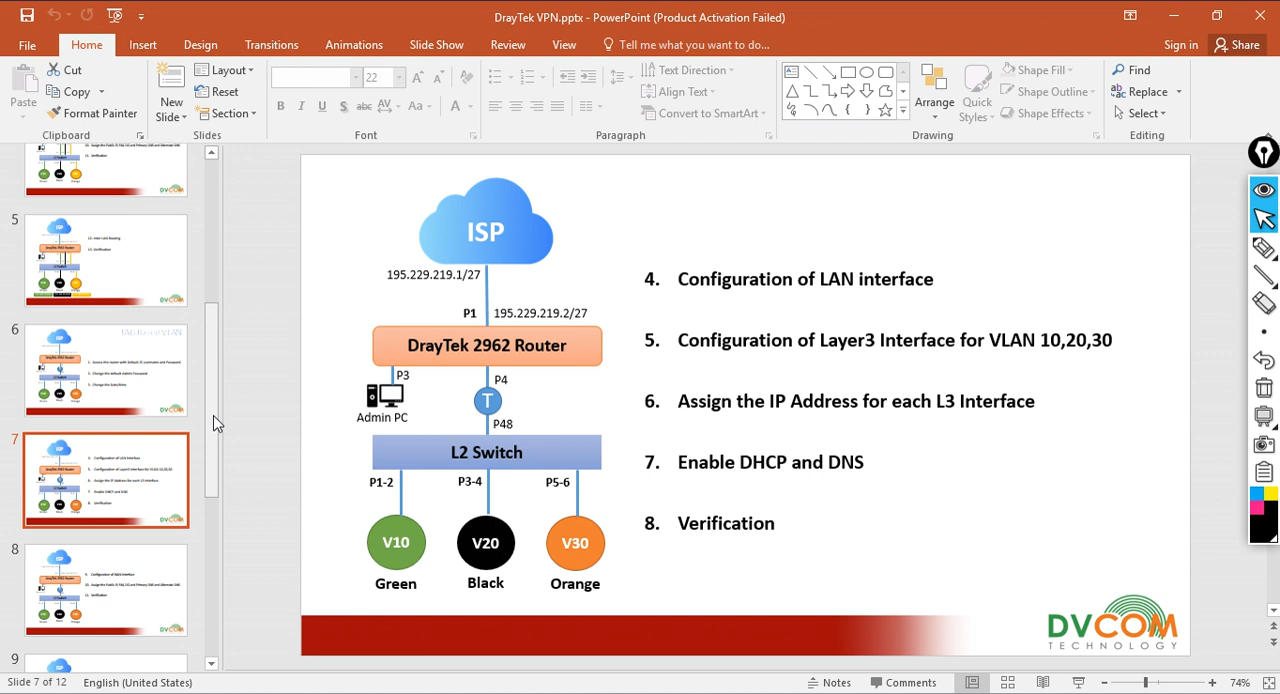 DrayTek VPN.pptx - PowerPoint (Product Activation Failed)
File Home Insert Design Transitions Animations Slide Show Review View Tell me what you want to do... Sign in Share
Paste
Cut
Copy
Format Painter
Clipboard
New Slide
Layout
Reset
Section
Slides
22
B I U S abc AV Aa A
Font
Text Direction
Align Text
Convert to SmartArt
Paragraph
Arrange
Quick Styles
Shape Fill
Shape Outline
Shape Effects
Drawing
Find
Replace
Select
Editing
5
6
7
8
9
ISP
195.229.219.1/27
P1 195.229.219.2/27
DrayTek 2962 Router
P3
P4
Admin PC
T
P48
L2 Switch
P1-2 P3-4 P5-6
V10 V20 V30
Green Black Orange
4. Configuration of LAN interface
5. Configuration of Layer3 Interface for VLAN 10,20,30
6. Assign the IP Address for each L3 Interface
7. Enable DHCP and DNS
8. Verification
DVCOM
TECHNOLOGY
Slide 7 of 12 English (United States) Notes Comments 74%